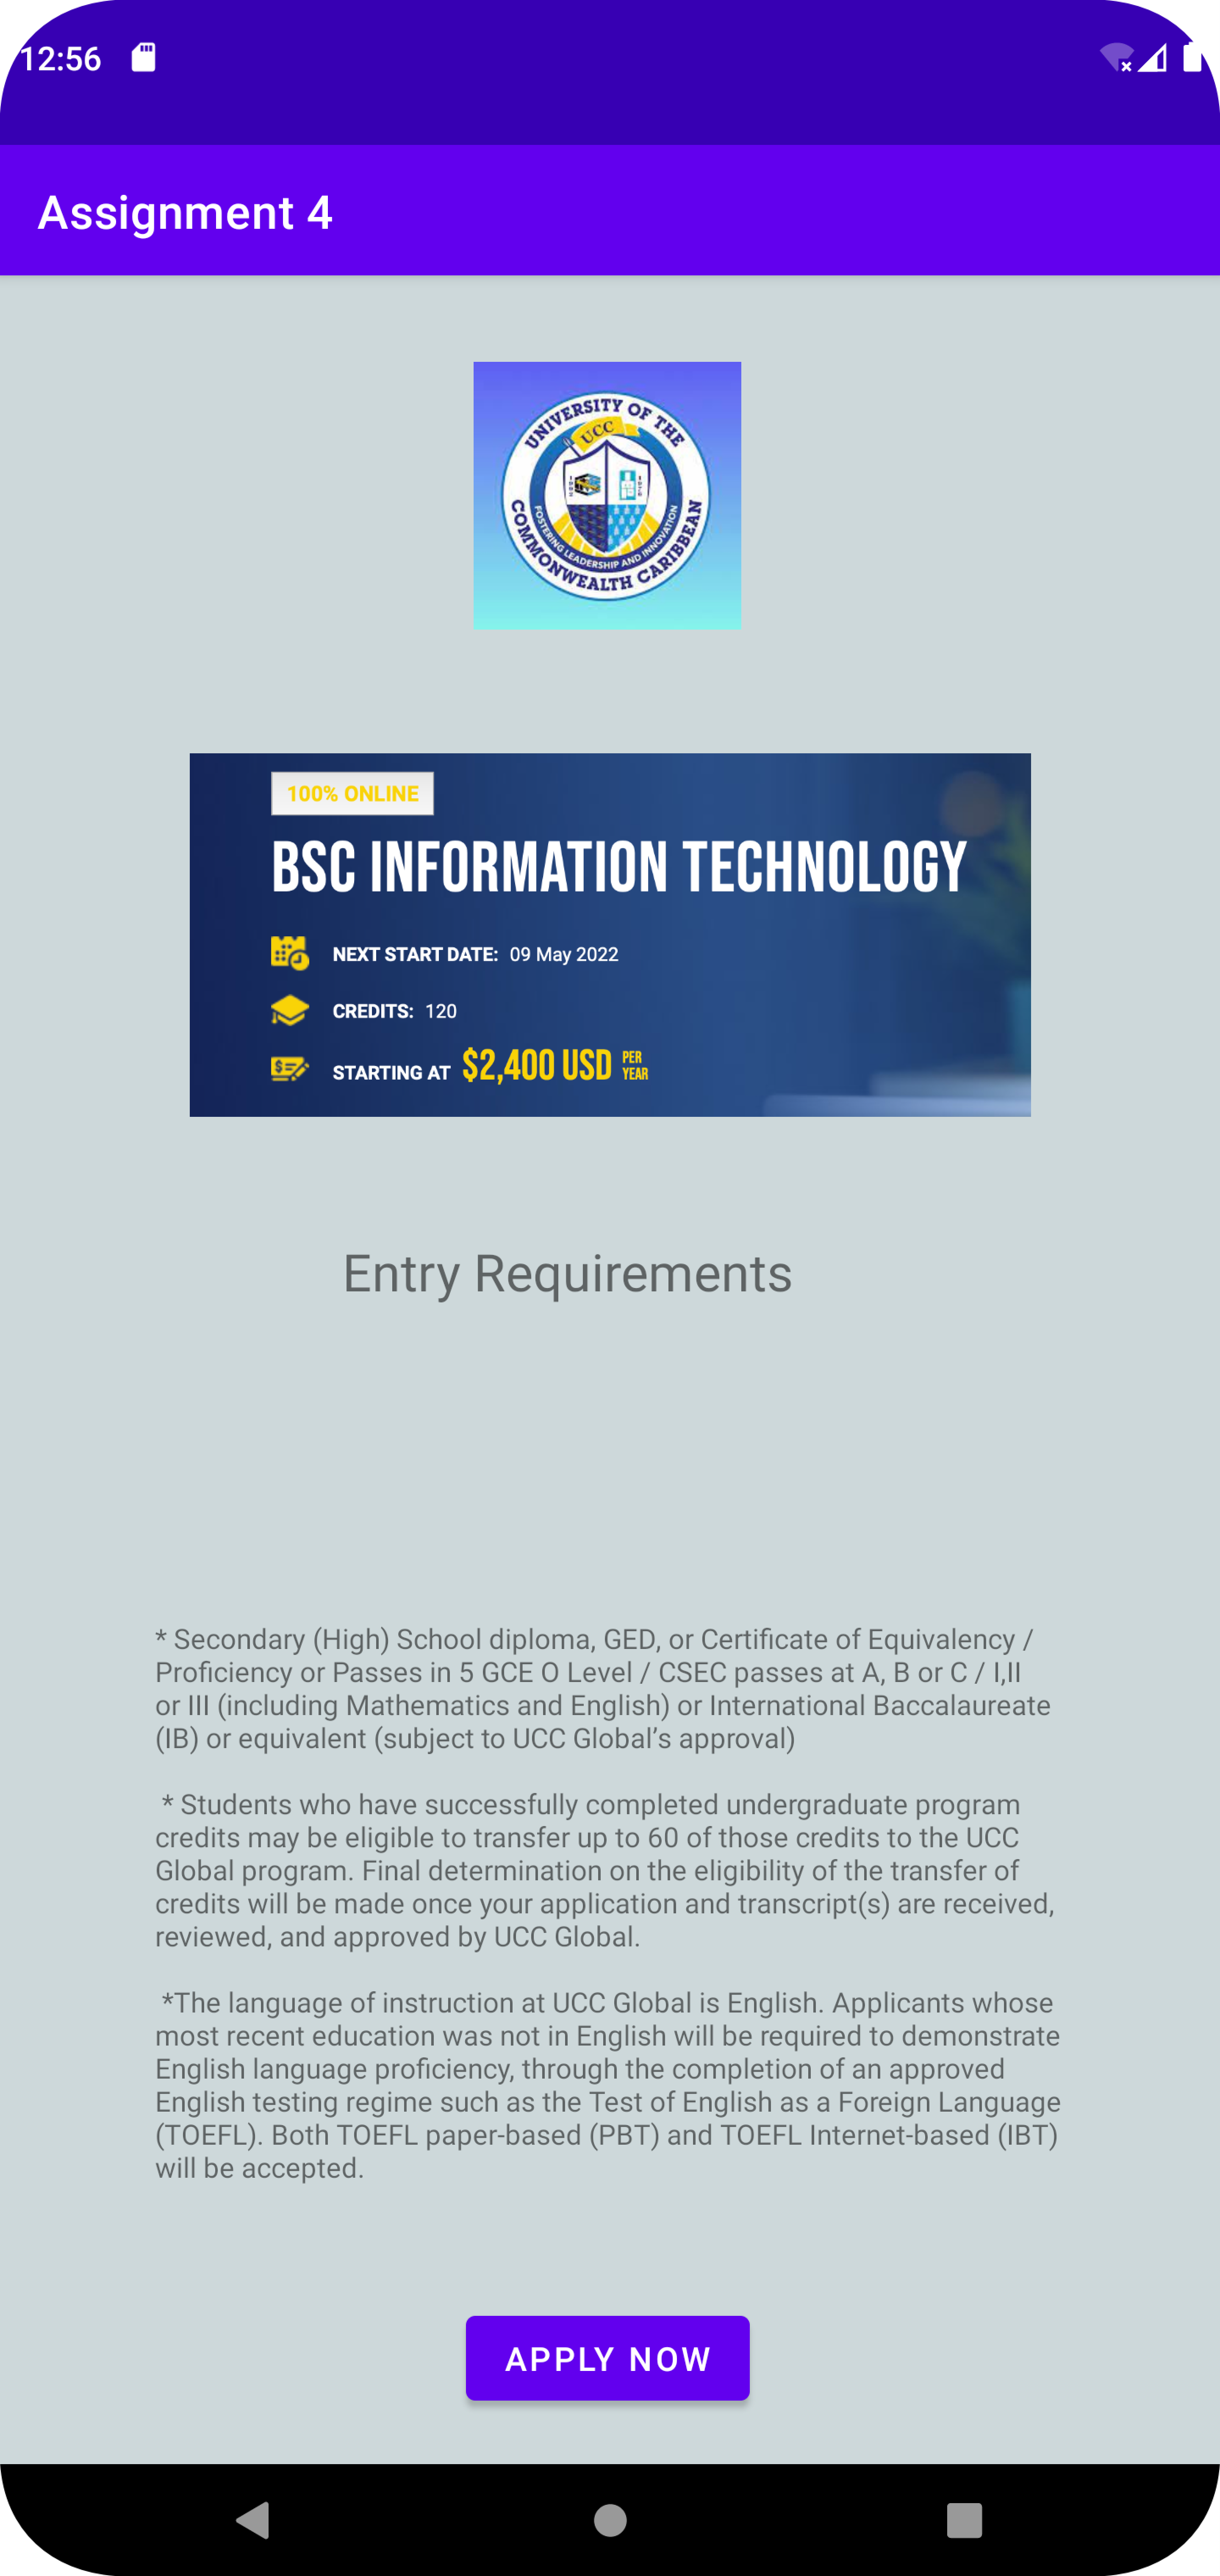 12:56
Assignment 4
UNIVERSITY OF THE
UCC
FOSTERING LEADERSHIP AND INNOVATION
COMMONWEALTH CARIBBEAN
100% ONLINE
BSC INFORMATION TECHNOLOGY
NEXT START DATE: 09 May 2022
CREDITS: 120
STARTING AT $2,400 USD PER YEAR
Entry Requirements
* Secondary (High) School diploma, GED, or Certificate of Equivalency /
Proficiency or Passes in 5 GCE O Level / CSEC passes at A, B or C / I,II
or III (including Mathematics and English) or International Baccalaureate
(IB) or equivalent (subject to UCC Global’s approval)
* Students who have successfully completed undergraduate program
credits may be eligible to transfer up to 60 of those credits to the UCC
Global program. Final determination on the eligibility of the transfer of
credits will be made once your application and transcript(s) are received,
reviewed, and approved by UCC Global.
*The language of instruction at UCC Global is English. Applicants whose
most recent education was not in English will be required to demonstrate
English language proficiency, through the completion of an approved
English testing regime such as the Test of English as a Foreign Language
(TOEFL). Both TOEFL paper-based (PBT) and TOEFL Internet-based (IBT)
will be accepted.
APPLY NOW